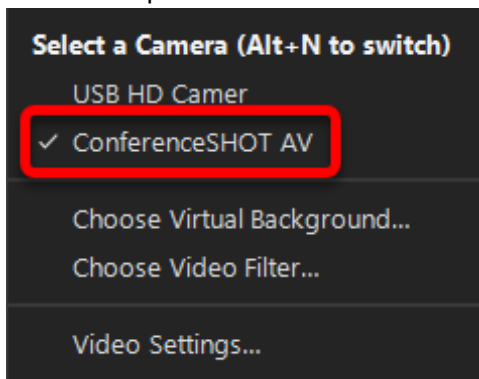 Select a Camera (Alt+N to switch)
USB HD Camer
✓ ConferenceSHOT AV
Choose Virtual Background...
Choose Video Filter...
Video Settings...